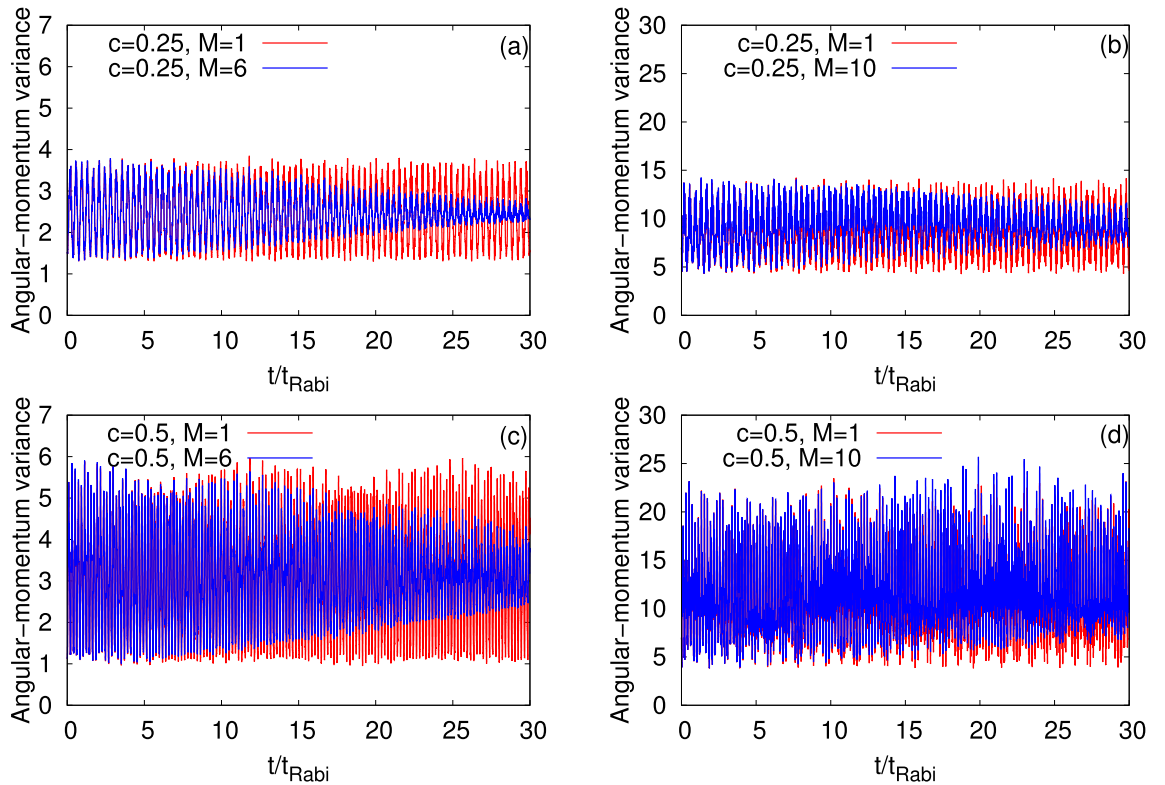 Angular-momentum variance
7
6
5
4
3
2
1
0
c=0.25, M=1
c=0.25, M=6
(a)
0 5 10 15 20 25 30
t/tRabi
Angular-momentum variance
30
25
20
15
10
5
0
c=0.25, M=1
c=0.25, M=10
(b)
0 5 10 15 20 25 30
t/tRabi
Angular-momentum variance
7
6
5
4
3
2
1
0
c=0.5, M=1
c=0.5, M=6
(c)
0 5 10 15 20 25 30
t/tRabi
Angular-momentum variance
30
25
20
15
10
5
0
c=0.5, M=1
c=0.5, M=10
(d)
0 5 10 15 20 25 30
t/tRabi